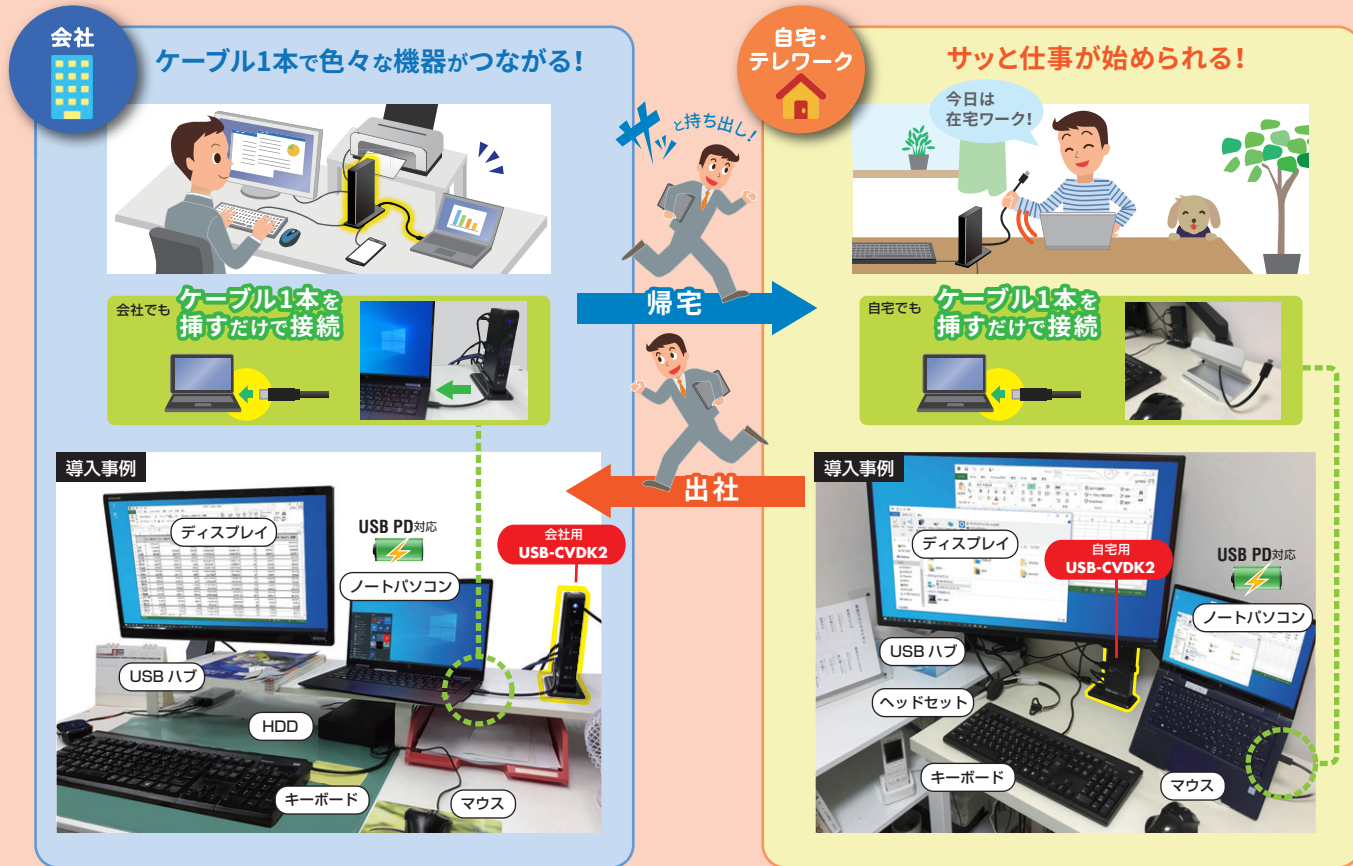 会社
ケーブル1本で色々な機器がつながる!
会社でも
ケーブル1本を
挿すだけで接続
導入事例
ディスプレイ
USB PD対応
ノートパソコン
会社用
USB-CVDK2
USB ハブ
HDD
キーボード
マウス
サッ
と持ち出し!
帰宅
出社
自宅・
テレワーク
サッと仕事が始められる!
今日は
在宅ワーク!
自宅でも
ケーブル1本を
挿すだけで接続
導入事例
ディスプレイ
自宅用
USB-CVDK2
USB PD対応
ノートパソコン
USB ハブ
ヘッドセット
キーボード
マウス